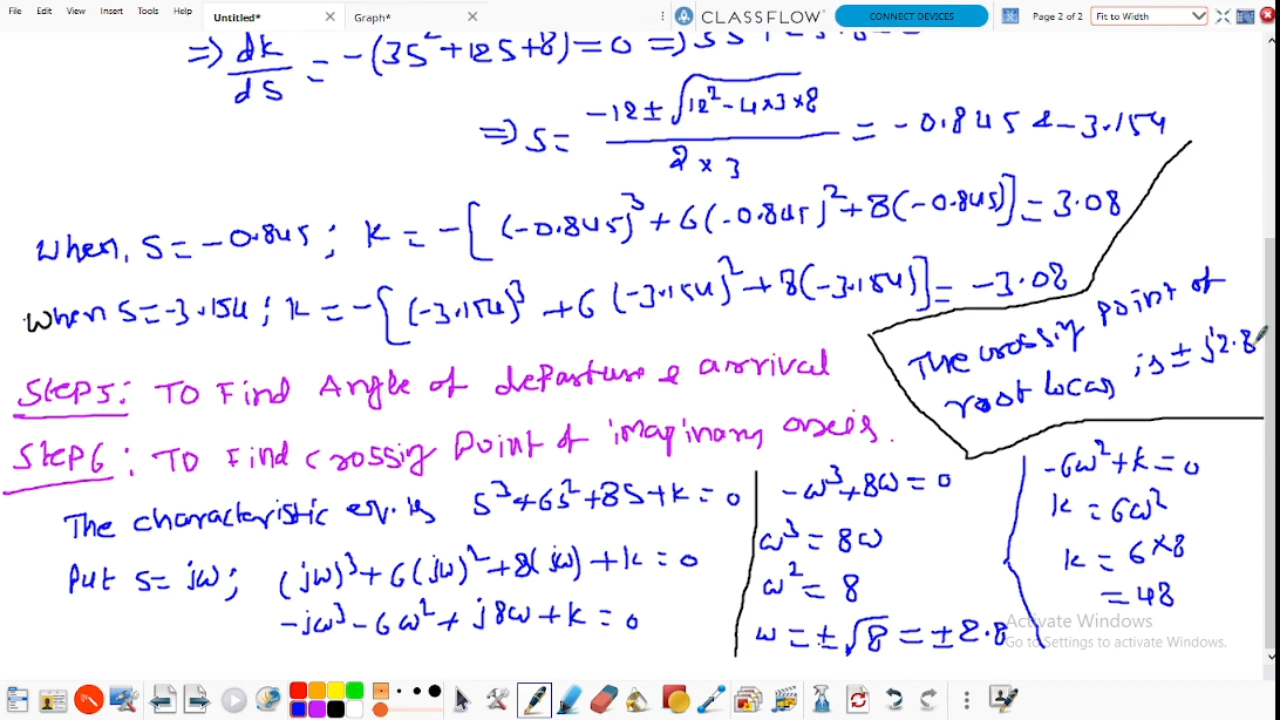 File Edit View Insert Tools Help
Untitled* Graph*
CLASSFLOW CONNECT DEVICES Page 2 of 2 Fit to Width
=> dk/ds = -(3s²+12s+8) = 0 =>
=> s = (-12 ± √(12² - 4×3×8)) / (2×3) = -0.845 & -3.154
when, s = -0.845; k = -[(-0.845)³ + 6(-0.845)² + 8(-0.845)] = 3.08
when s = -3.154; k = -[(-3.154)³ + 6(-3.154)² + 8(-3.154)] = -3.08
The crossig point of
root locus is ± j2.8
Step5: To Find Angle of departure & arrival
Step6: To Find crossig Point of imaginary axis.
The characteristic eq. is s³+6s²+8s+k=0
Put s=jω; (jω)³+6(jω)²+8(jω)+k=0
-jω³-6ω²+j8ω+k=0
-ω³+8ω=0
ω³=8ω
ω²=8
ω=±√8=±2.8
-6ω²+k=0
k=6ω²
k=6×8
=48
Activate Windows
Go to Settings to activate Windows.